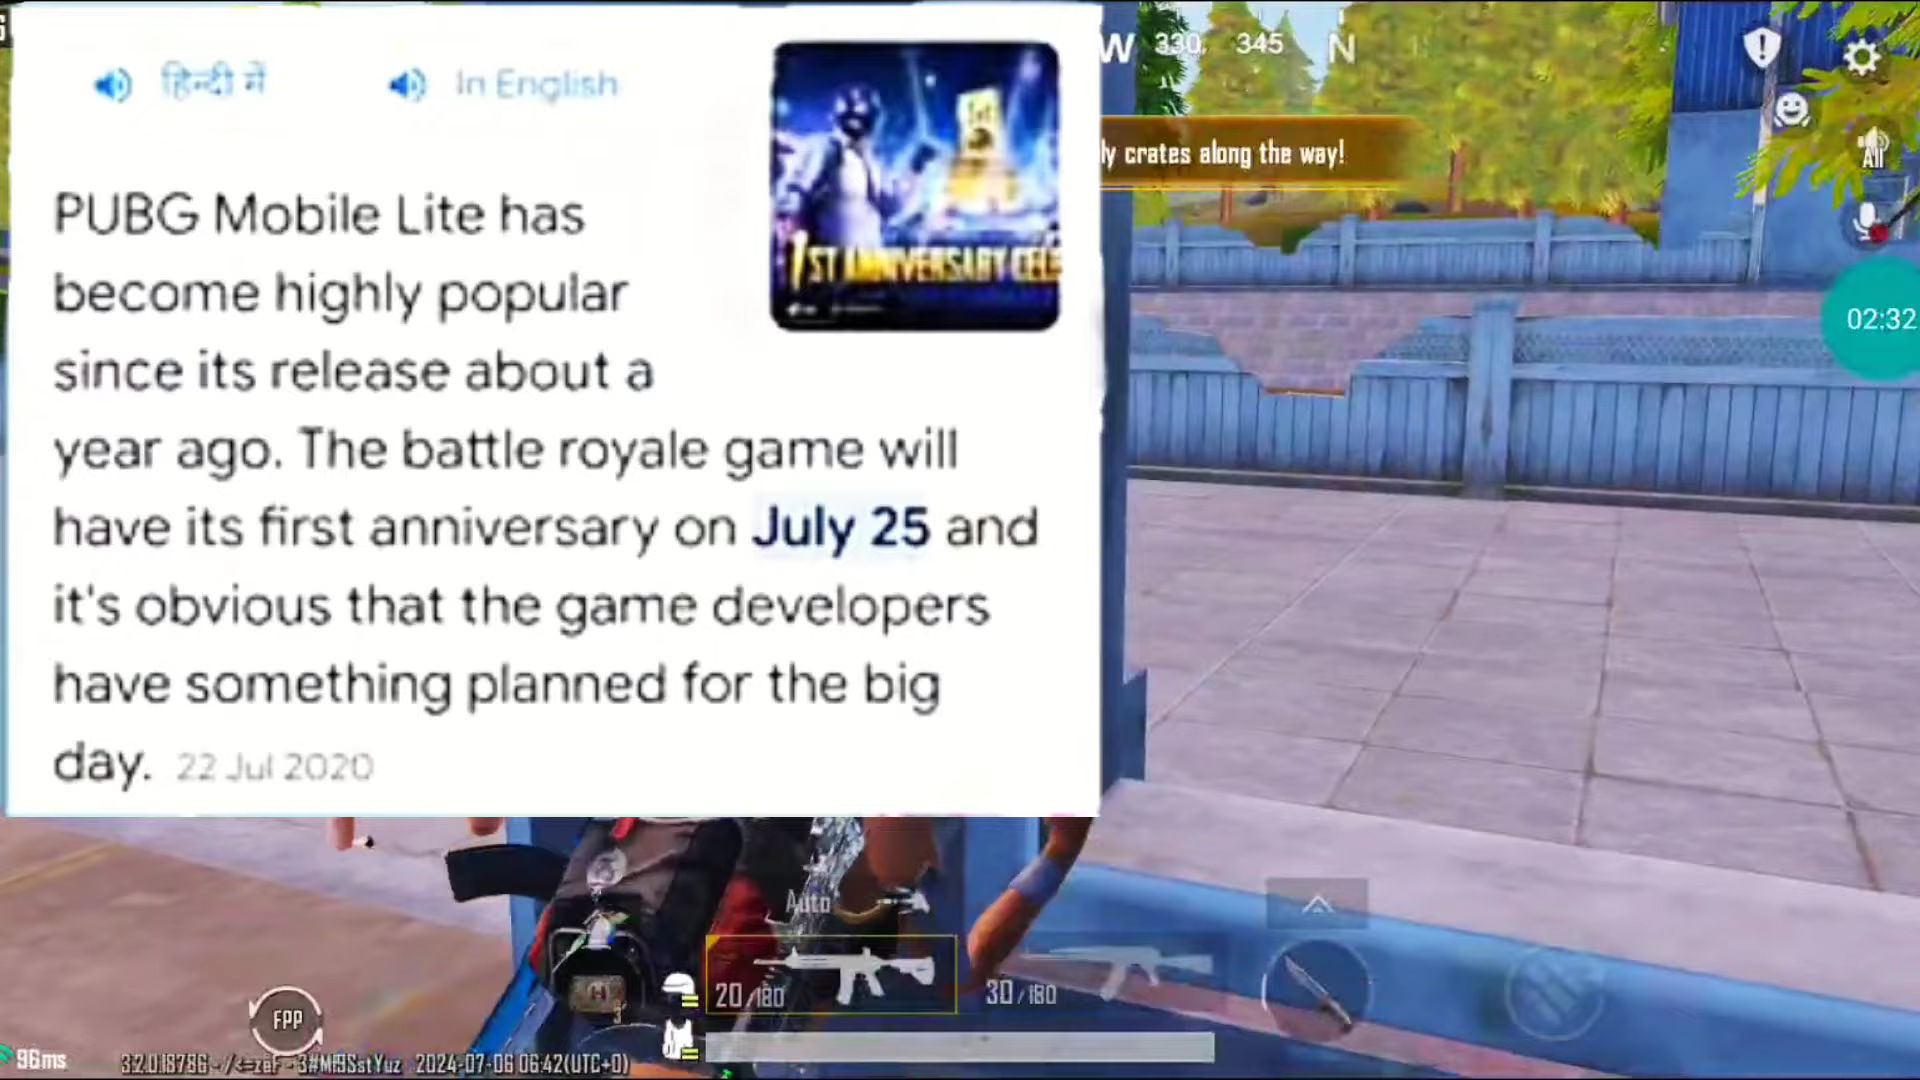 W 330 345 N
हिन्दी में In English
1ST ANNIVERSARY CELE
ly crates along the way!
All
PUBG Mobile Lite has
become highly popular
since its release about a
year ago. The battle royale game will
have its first anniversary on July 25 and
it's obvious that the game developers
have something planned for the big
day. 22 Jul 2020
02:32
Auto
20/180 30/180
FPP
96ms
2024-07-06 06:42(UTC+0)